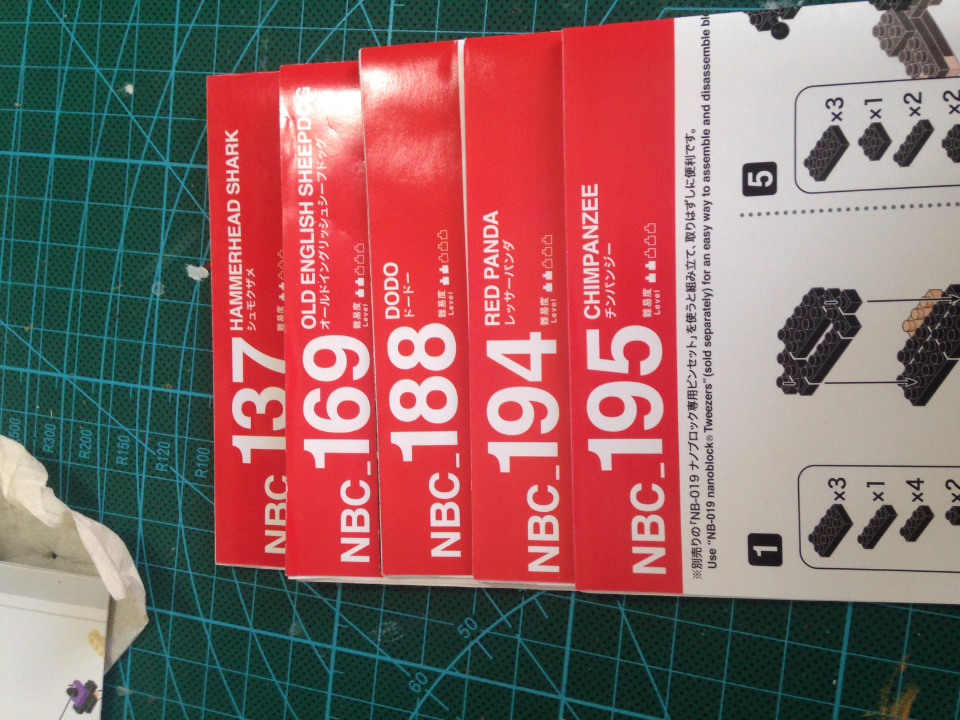 NBC_137
HAMMERHEAD SHARK
シュモクザメ
難易度
NBC_169
OLD ENGLISH SHEEPDOG
オールドイングリッシュシープドッグ
難易度
Level
NBC_188
DODO
ドードー
難易度
Level
NBC_194
RED PANDA
レッサーパンダ
難易度
Level
NBC_195
CHIMPANZEE
チンパンジー
難易度
Level
※別売りの「NB-019 ナノブロック専用ピンセット」を使うと組み立て、取りはずしに便利です。
Use "NB-019 nanoblock® Tweezers" (sold separately) for an easy way to assemble and disassemble
1
×3
×1
×4
×2
5
×3
×1
×2
×2
R300
R200
R150
R120
R100
50
60